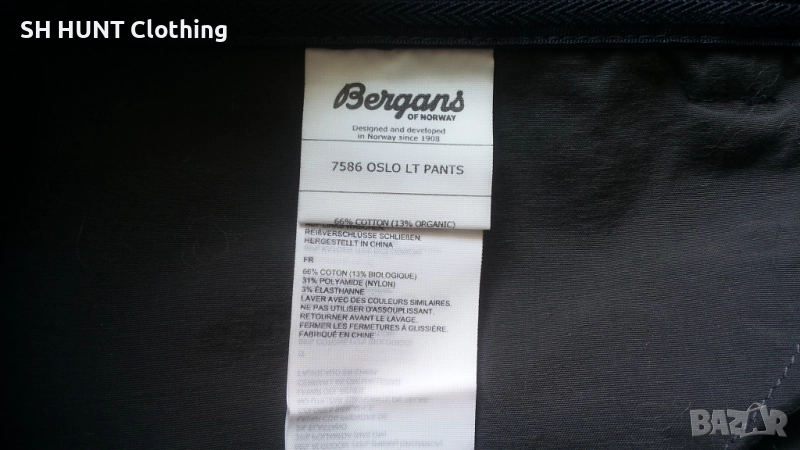 SH HUNT Clothing
Bergans
OF NORWAY
Designed and developed
in Norway since 1908
7586 OSLO LT PANTS
66% COTTON (13% ORGANIC)
REIßVERSCHLÜSSE SCHLIEßEN.
HERGESTELLT IN CHINA
FR
66% COTON (13% BIOLOGIQUE)
31% POLYAMIDE (NYLON)
3% ÉLASTHANNE
LAVER AVEC DES COULEURS SIMILAIRES.
NE PAS UTILISER D'ASSOUPLISSANT.
RETOURNER AVANT LE LAVAGE.
FERMER LES FERMETURES À GLISSIÈRE.
FABRIQUÉ EN CHINE
BAZAR